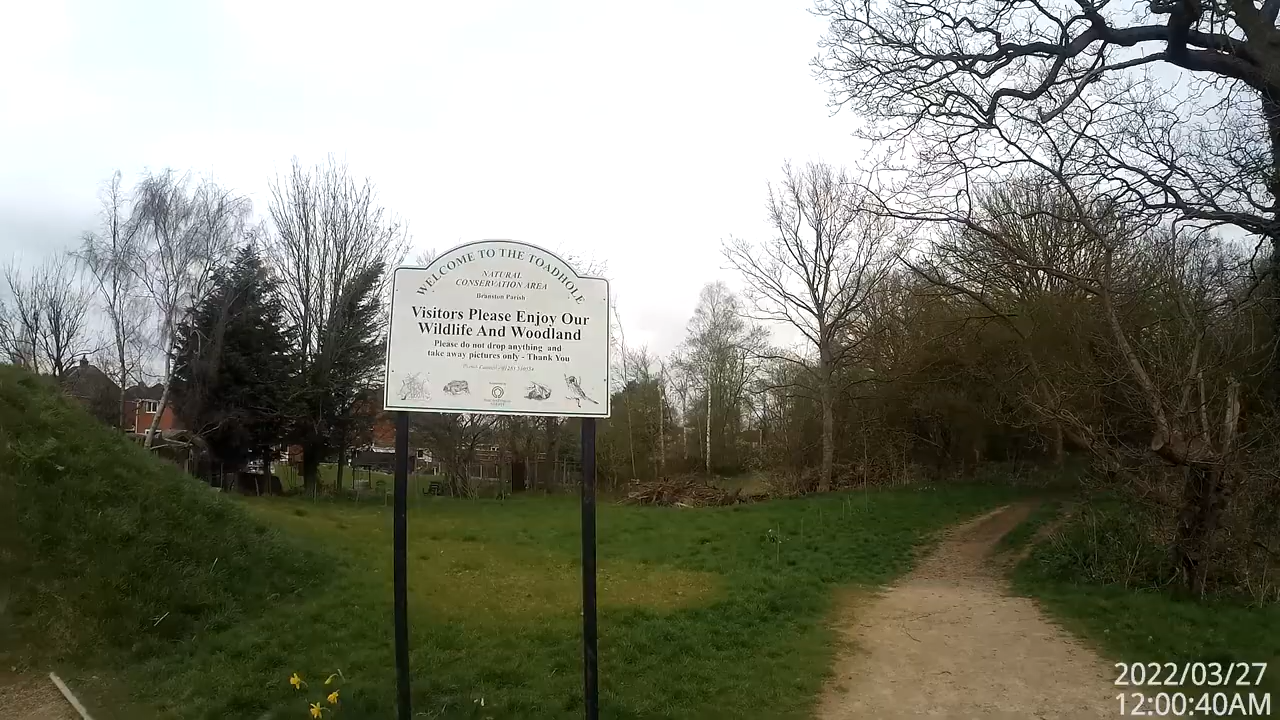 WELCOME TO THE TOADHOLE
NATURAL
CONSERVATION AREA
Branston Parish
Visitors Please Enjoy Our
Wildlife And Woodland
Please do not drop anything and
take away pictures only - Thank You
2022/03/27
12:00:40AM